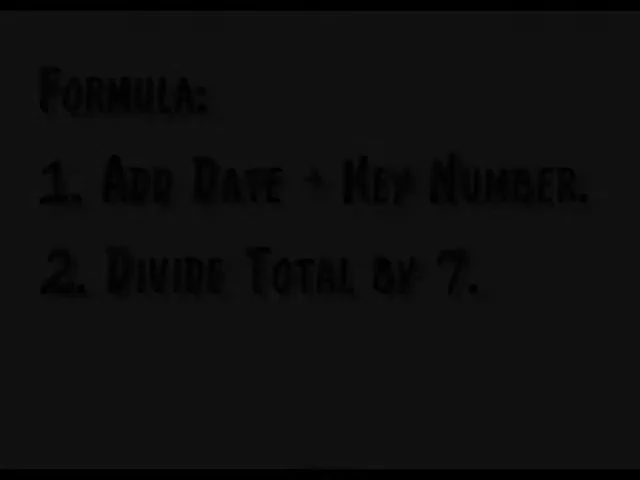 Formula:
1. Add Date + Key Number.
2. Divide Total by 7.